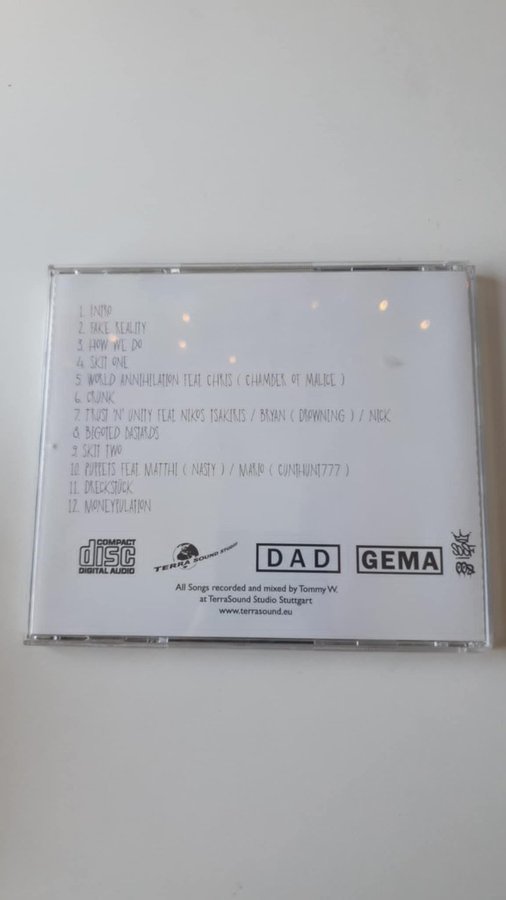 1. INTRO
2. FAKE REALITY
3. HOW WE DO
4. SKIT ONE
5. WORLD ANNIHILATION FEAT CHRIS ( CHAMBER OF MALICE )
6. CRUNK
7. TRUST 'N' UNITY FEAT NIKOS TSAKIRIS / BRYAN ( DROWNING ) / NICK
8. BIGOTED BASTARDS
9. SKIT TWO
10. PUPPETS FEAT MATTHI ( NASTY ) / MARIO ( CUNTHUNT777 )
11. DRECKSTÜCK
12. MONEYPULATION
COMPACT
disc
DIGITAL AUDIO
TERRA SOUND STUDIO
DAD
GEMA
All Songs recorded and mixed by Tommy W.
at TerraSound Studio Stuttgart
www.terrasound.eu